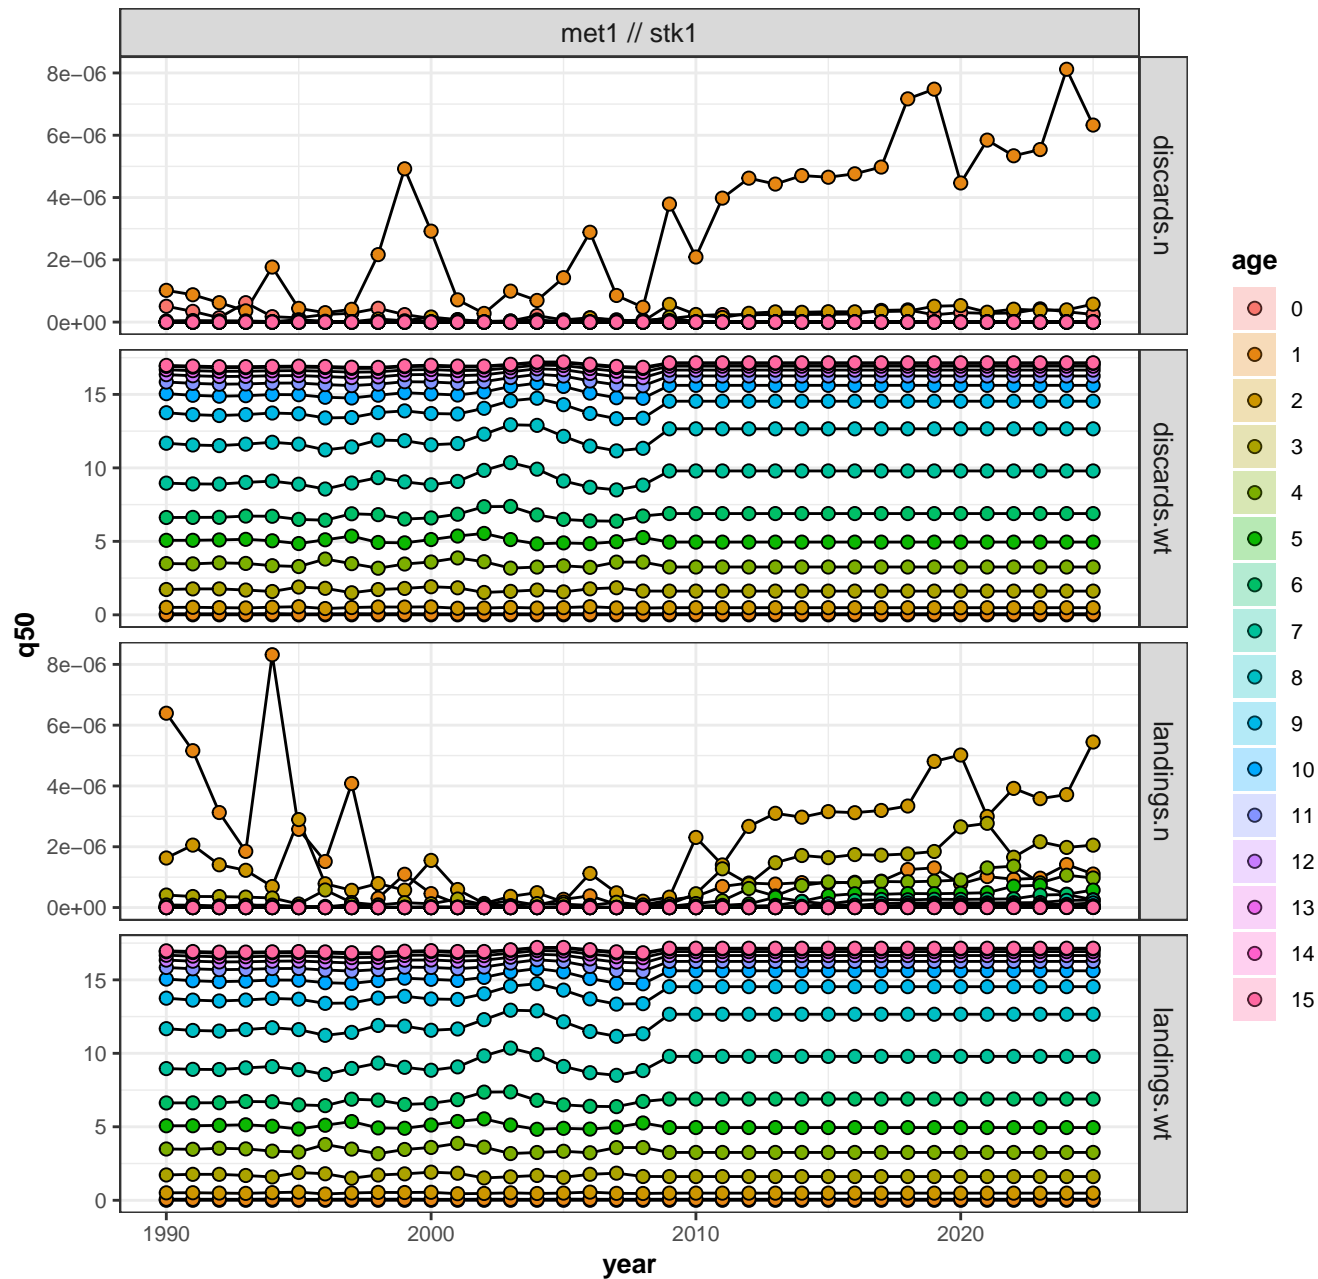 met1 // stk1
8e−06
6e−06
4e−06
2e−06
0e+00
discards.n
15
10
5
0
discards.wt
q50
8e−06
6e−06
4e−06
2e−06
0e+00
landings.n
15
10
5
0
landings.wt
1990
2000
2010
2020
year
age
0
1
2
3
4
5
6
7
8
9
10
11
12
13
14
15